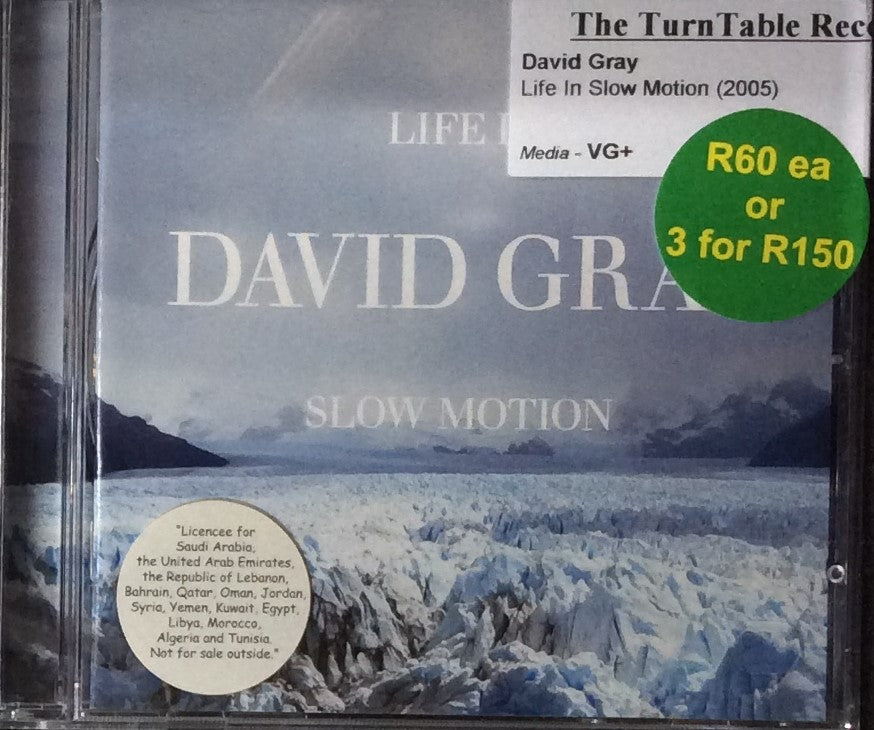 The TurnTable Rec
David Gray
Life In Slow Motion (2005)
Media - VG+
R60 ea
or
3 for R150
LIFE I
DAVID GRA
SLOW MOTION
"Licencee for
Saudi Arabia,
the United Arab Emirates,
the Republic of Lebanon,
Bahrain, Qatar, Oman, Jordan,
Syria, Yemen, Kuwait, Egypt,
Libya, Morocco,
Algeria and Tunisia.
Not for sale outside."